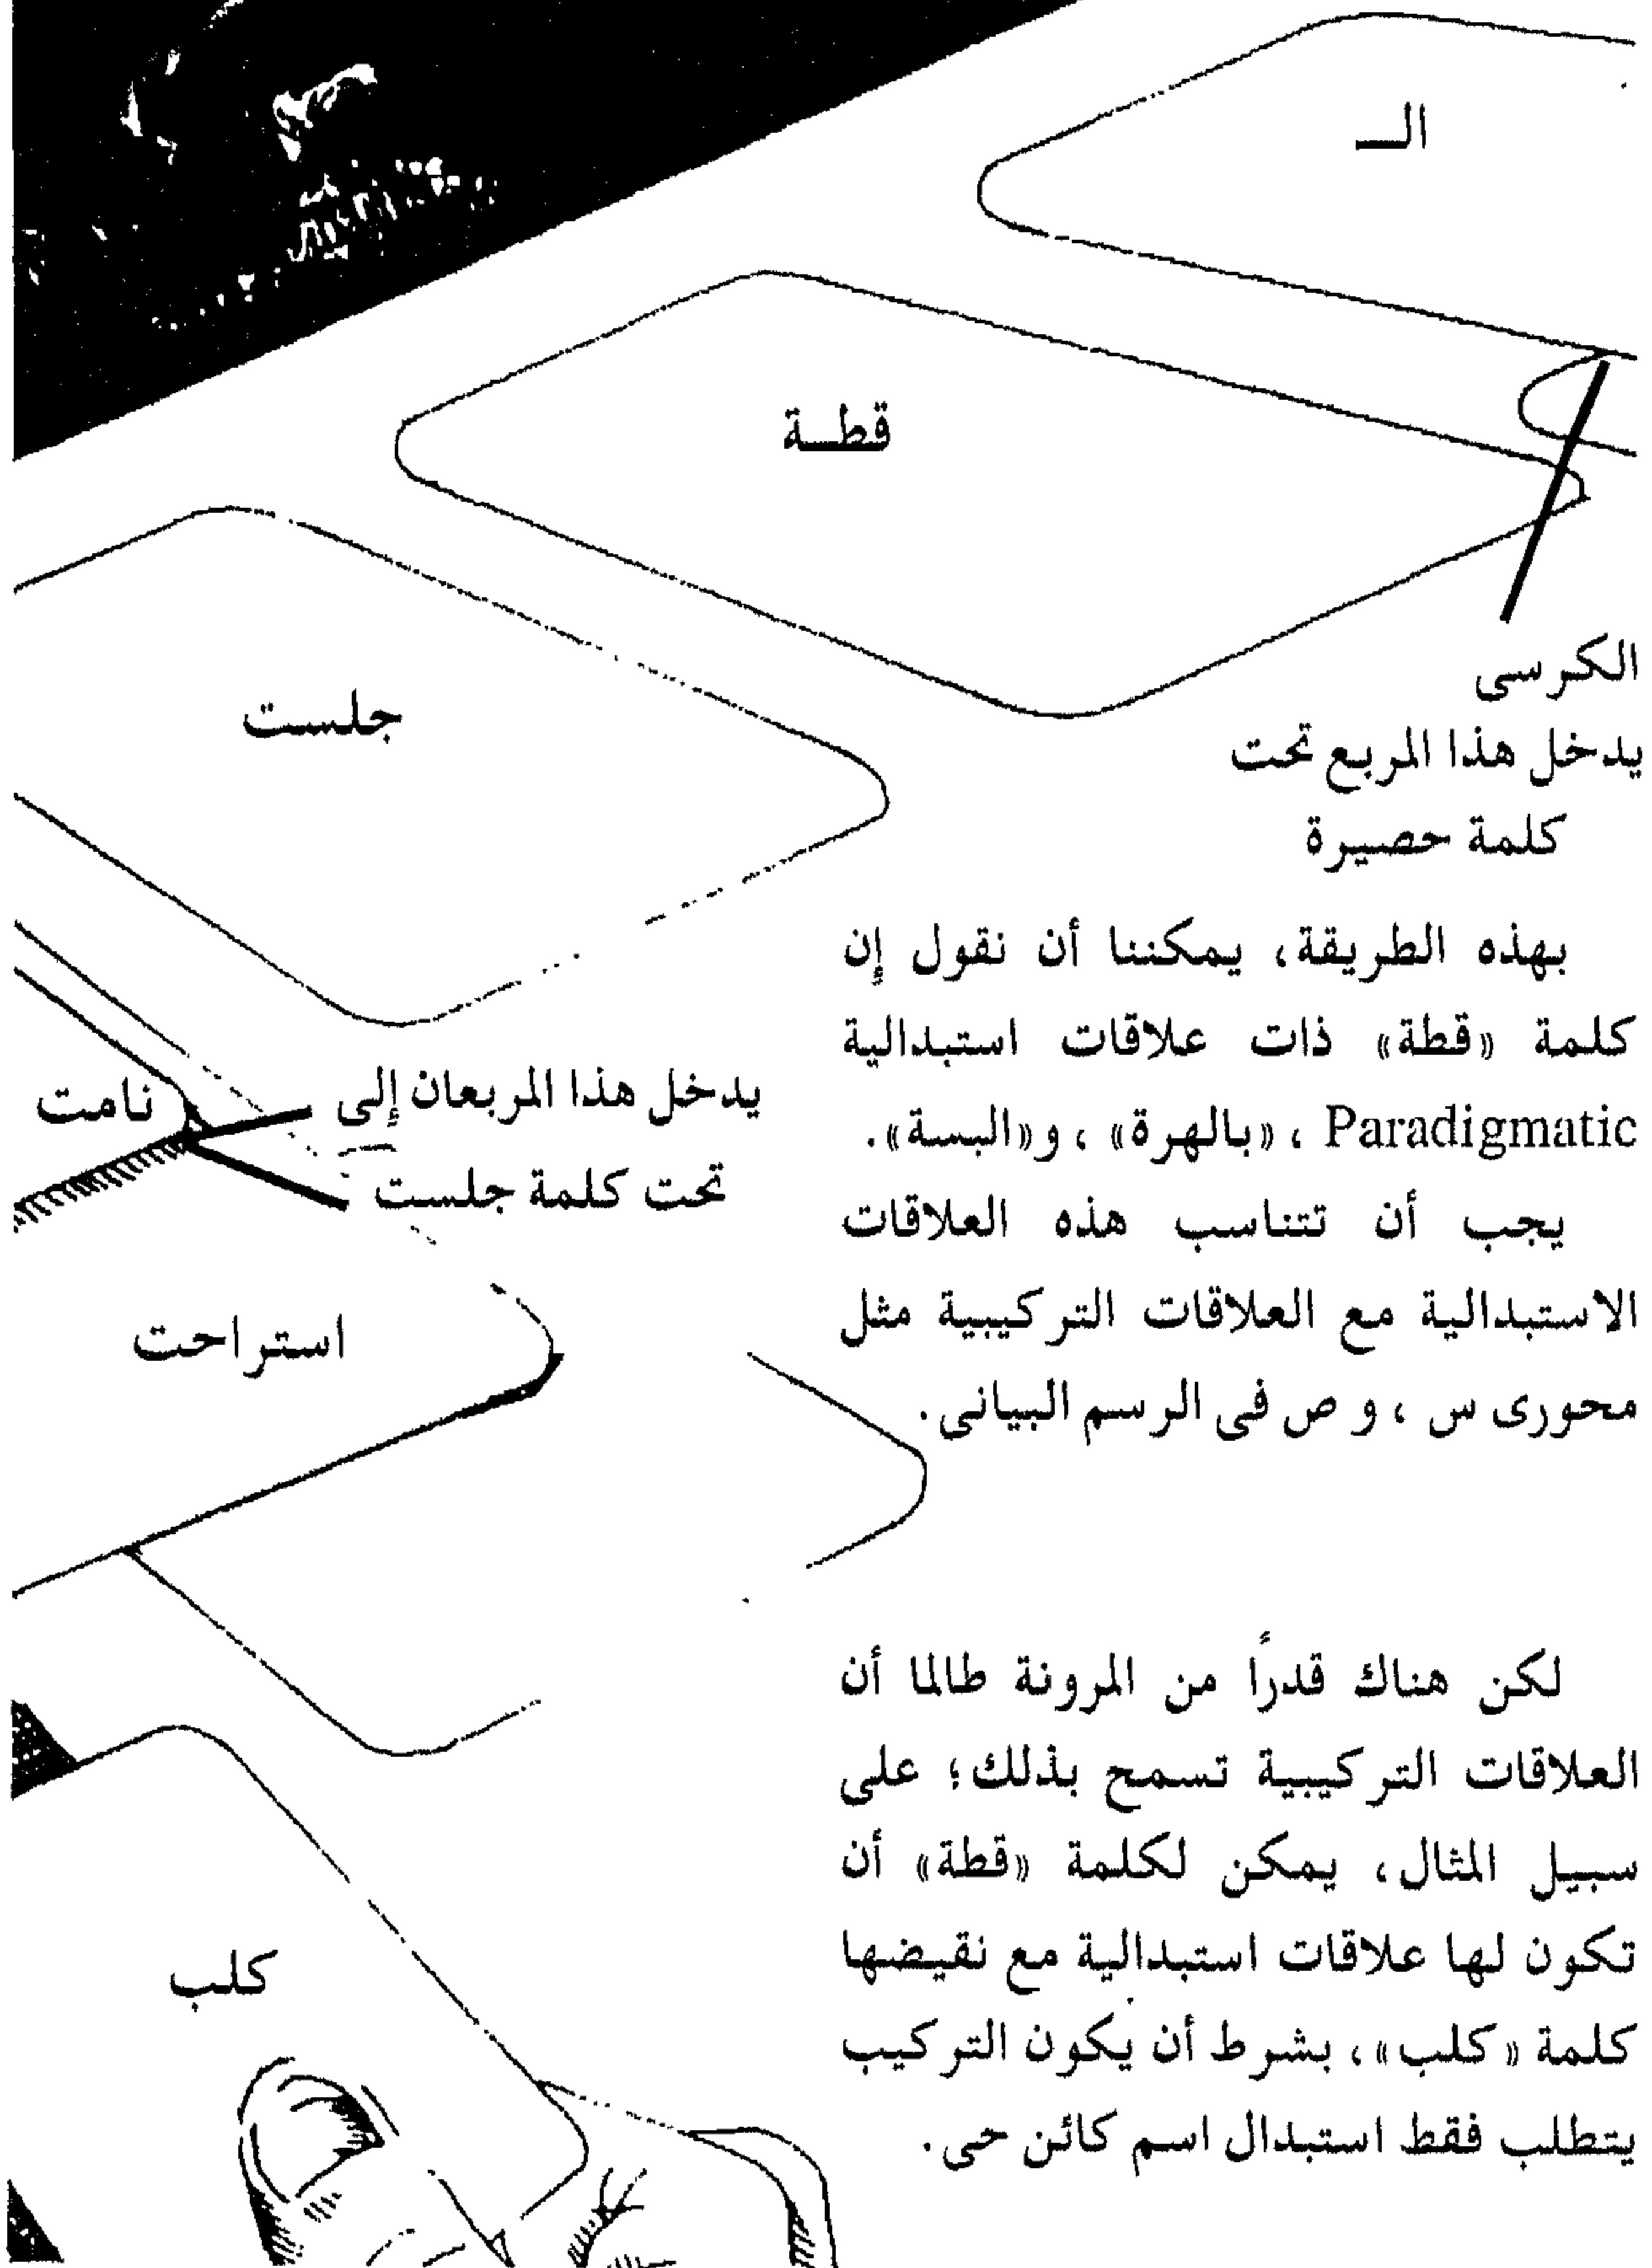 الـ
قطـة
جلست
الكرسى
يدخل هذا المربع تحت
كلمة حصيرة
بهذه الطريقة، يمكننا أن نقول إن
كلمة «قطة» ذات علاقات استبدالية
Paradigmatic ، «بالهرة» ، و«البسة».
يجب أن تتناسب هذه العلاقات
الاستبدالية مع العلاقات التركيبية مثل
محورى س ، و ص فى الرسم البيانى.
نامت
يدخل هذا المربعان إلى
تحت كلمة جلست
استراحت
لكن هناك قدرًا من المرونة طالما أن
العلاقات التركيبية تسمح بذلك؛ على
سبيل المثال، يمكن لكلمة «قطة» أن
تكون لها علاقات استبدالية مع نقيضها
كلمة «كلب»، بشرط أن يكون التركيب
يتطلب فقط استبدال اسم كائن حى.
كلب